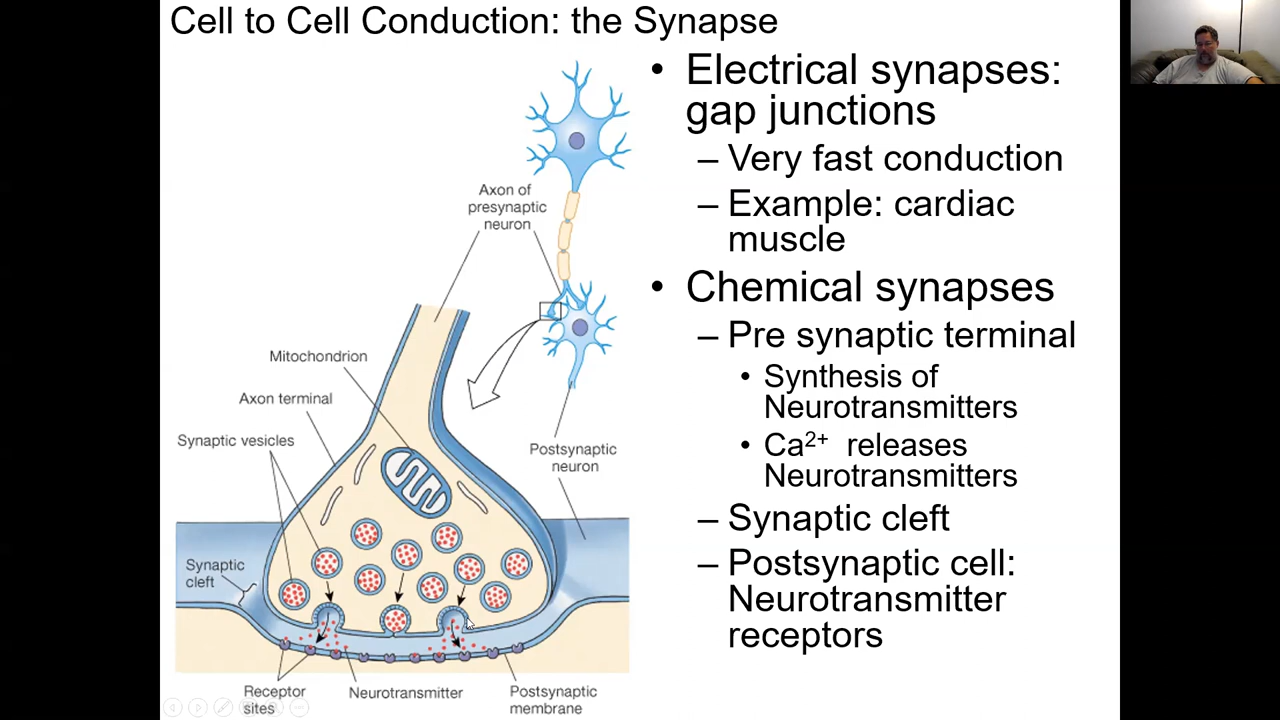 Cell to Cell Conduction: the Synapse
Axon of
presynaptic
neuron
Mitochondrion
Axon terminal
Synaptic vesicles
Postsynaptic
neuron
Synaptic
cleft
Receptor
sites
Neurotransmitter
Postsynaptic
membrane
• Electrical synapses:
gap junctions
– Very fast conduction
– Example: cardiac
muscle
• Chemical synapses
– Pre synaptic terminal
• Synthesis of
Neurotransmitters
• Ca²⁺ releases
Neurotransmitters
– Synaptic cleft
– Postsynaptic cell:
Neurotransmitter
receptors